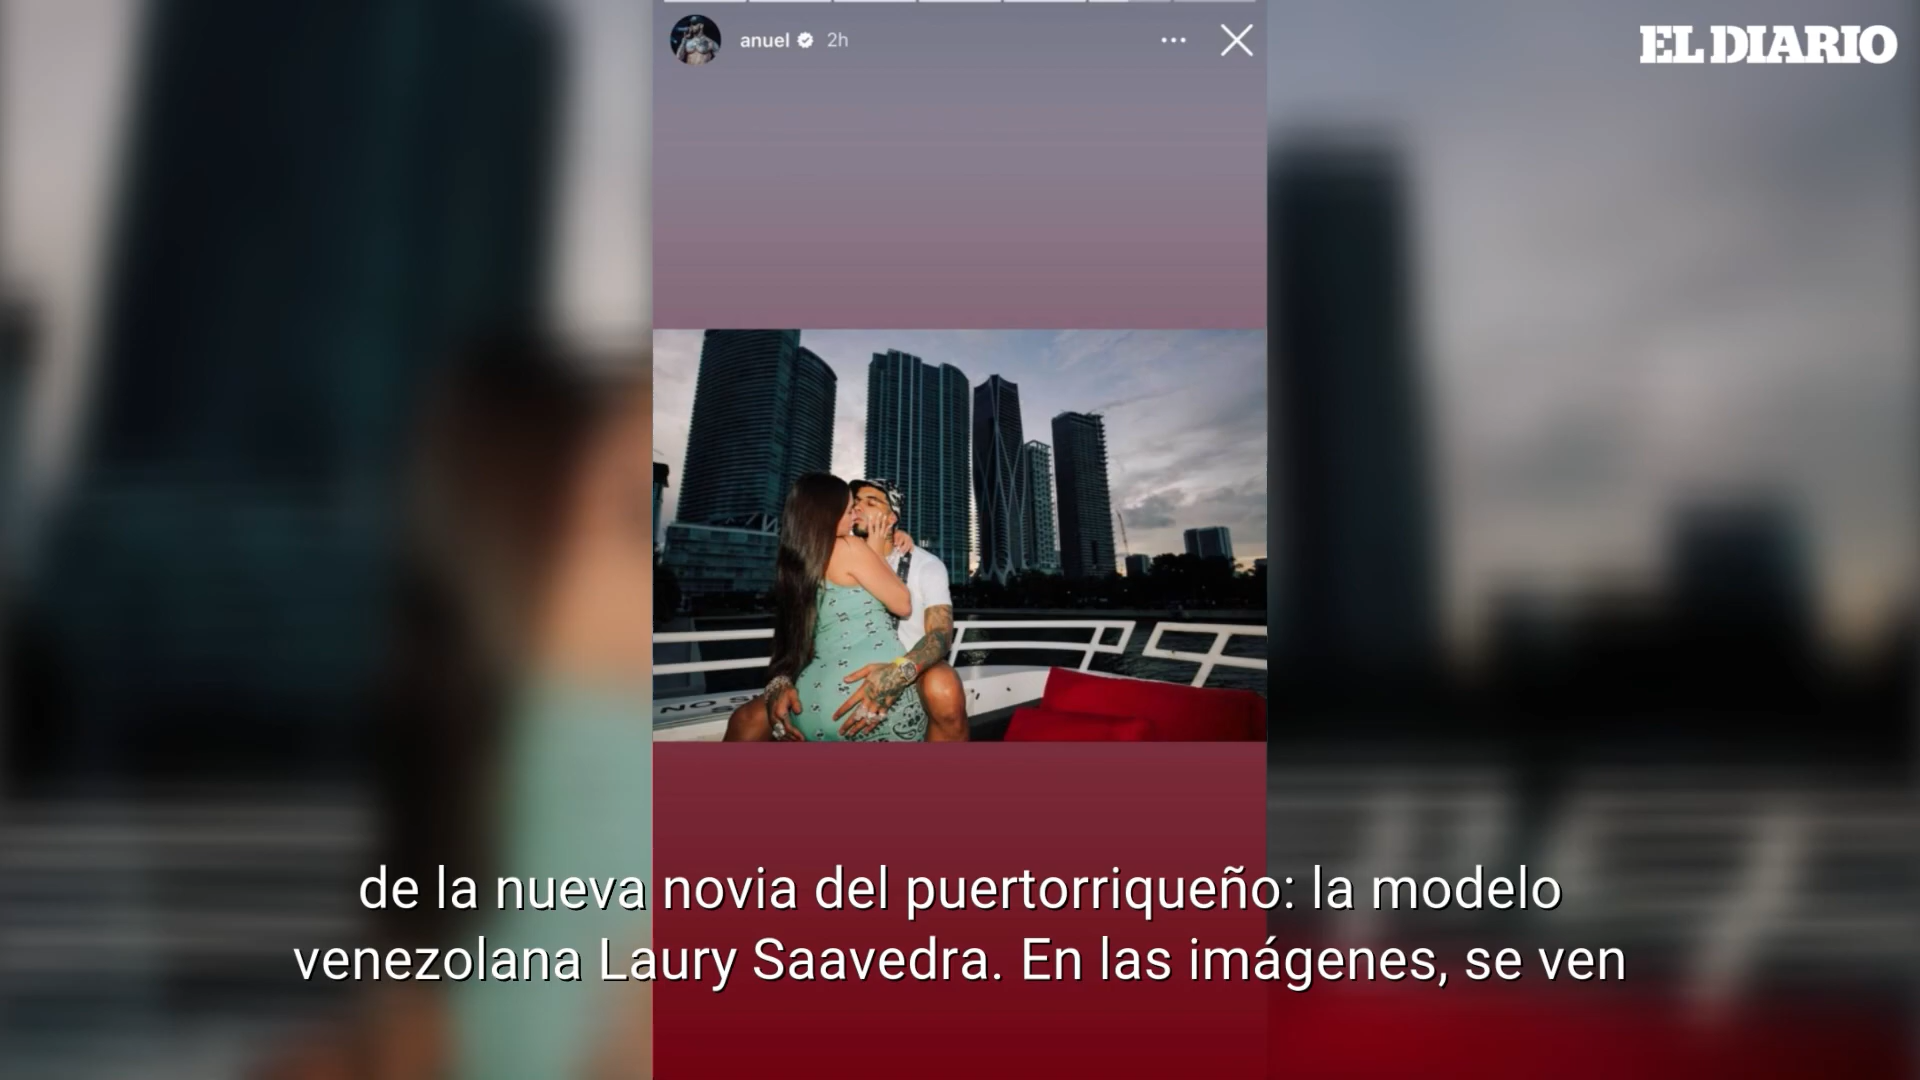 anuel 2h
EL DIARIO
NO S
de la nueva novia del puertorriqueño: la modelo
venezolana Laury Saavedra. En las imágenes, se ven